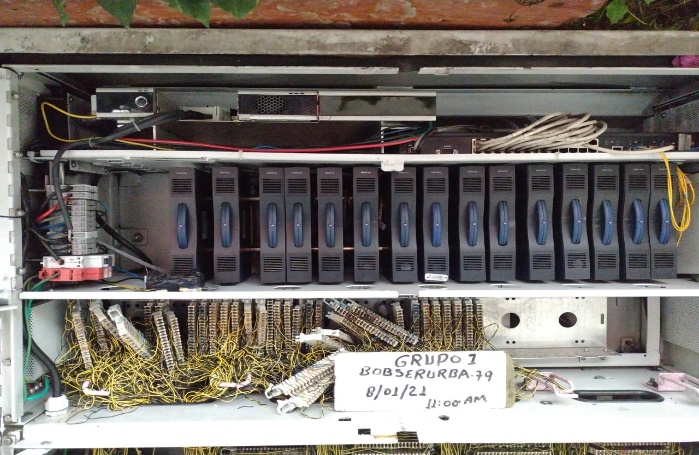 GRUPO 1
BOBSERURBA-79
8/01/21
11:00 AM